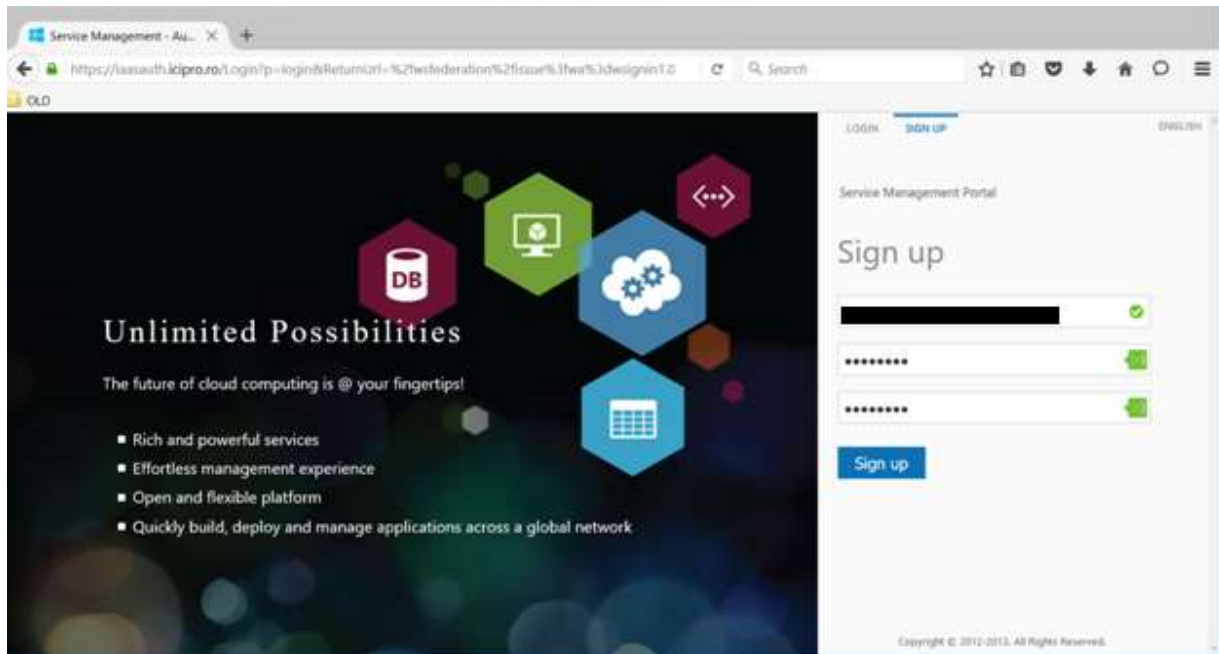 Service Management - Au...
https://iaasauth.icipro.ro/Login?p=login&ReturnUrl=%2fwsfederation%2fissue%3fwa%3dwsignin1.0
Search
OLD
LOGIN SIGN UP ENGLISH
Service Management Portal
Sign up
DB
Unlimited Possibilities
The future of cloud computing is @ your fingertips!
Rich and powerful services
Effortless management experience
Open and flexible platform
Quickly build, deploy and manage applications across a global network
Sign up
Copyright © 2012-2013. All Rights Reserved.